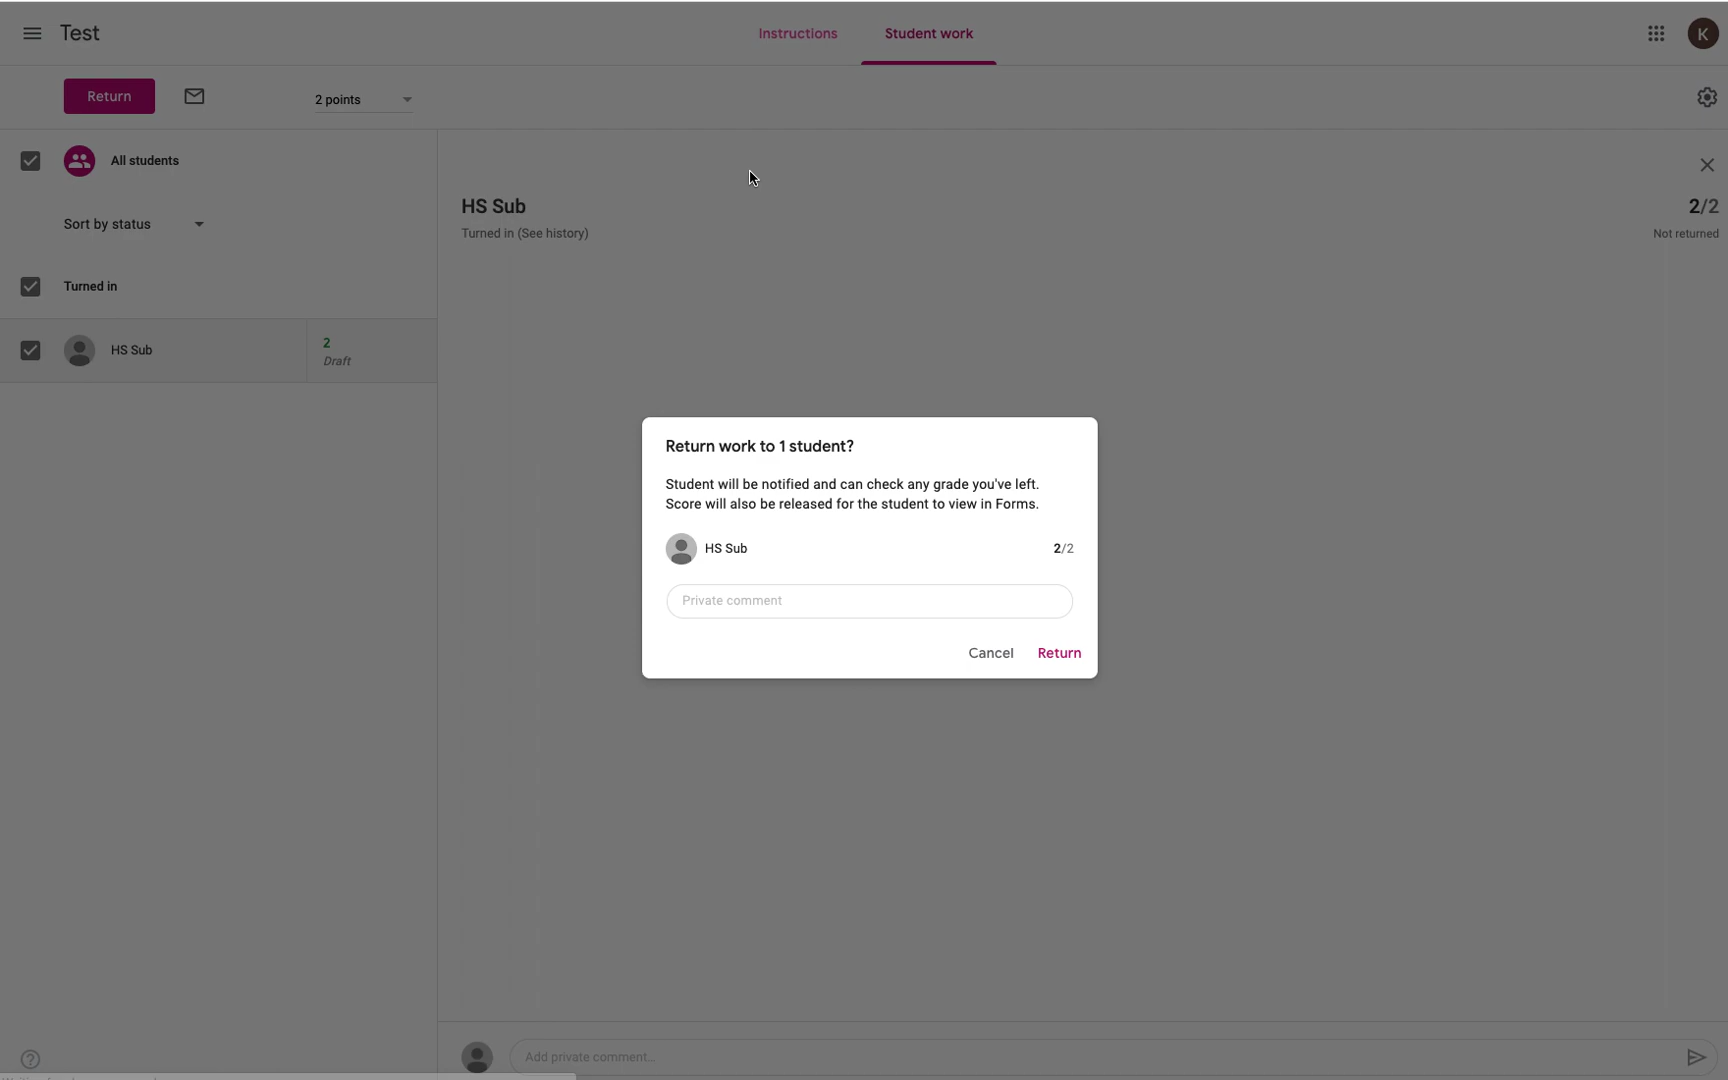 Test
Instructions
Student work
K
Return
2 points
All students
Sort by status
Turned in
HS Sub
2
Draft
HS Sub
Turned in (See history)
2/2
Not returned
Return work to 1 student?
Student will be notified and can check any grade you've left.
Score will also be released for the student to view in Forms.
HS Sub
2/2
Private comment
Cancel
Return
Add private comment...